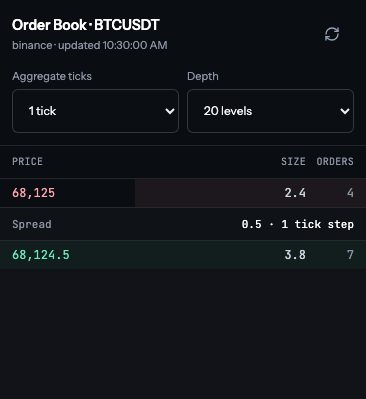 Order Book · BTCUSDT
binance · updated 10:30:00 AM
Aggregate ticks Depth
1 tick 20 levels
PRICE SIZE ORDERS
68,125 2.4 4
Spread 0.5 · 1 tick step
68,124.5 3.8 7